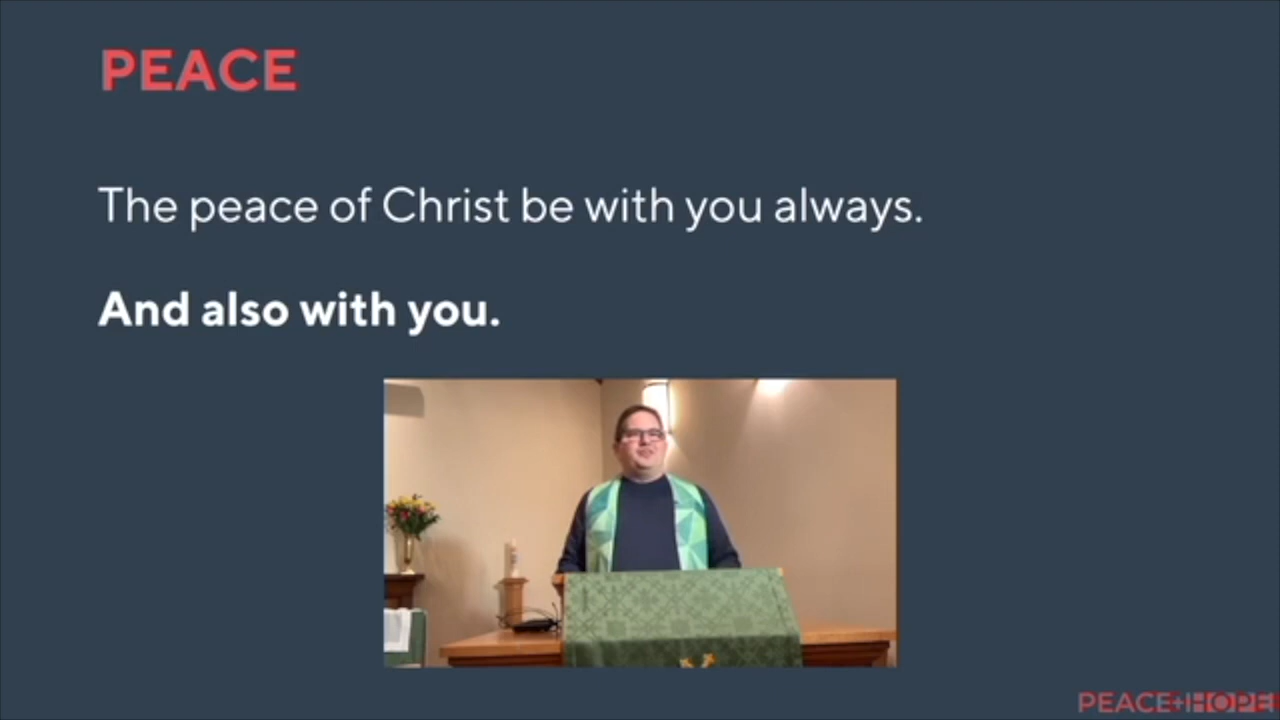 PEACE
The peace of Christ be with you always.
And also with you.
PEACE+HOPE